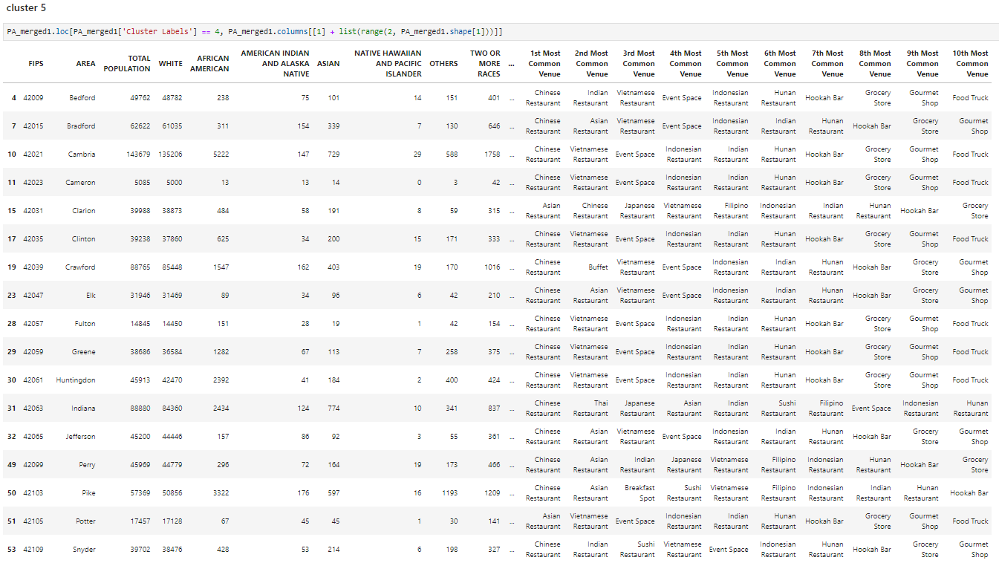 cluster 5
PA_merged1.loc[PA_merged1['Cluster Labels'] == 4, PA_merged1.columns[[1] + list(range(2, PA_merged1.shape[1]))]]
FIPS AREA TOTAL POPULATION WHITE AFRICAN AMERICAN AMERICAN INDIAN AND ALASKA NATIVE ASIAN NATIVE HAWAIIAN AND PACIFIC ISLANDER OTHERS TWO OR MORE RACES ... 1st Most Common Venue 2nd Most Common Venue 3rd Most Common Venue 4th Most Common Venue 5th Most Common Venue 6th Most Common Venue 7th Most Common Venue 8th Most Common Venue 9th Most Common Venue 10th Most Common Venue
4 42009 Bedford 49762 48782 238 75 101 14 151 401 ... Chinese Restaurant Indian Restaurant Vietnamese Restaurant Event Space Indonesian Restaurant Hunan Restaurant Hookah Bar Grocery Store Gourmet Shop Food Truck
7 42015 Bradford 62622 61035 311 154 339 7 130 646 ... Chinese Restaurant Asian Restaurant Vietnamese Restaurant Event Space Indonesian Restaurant Indian Restaurant Hunan Restaurant Hookah Bar Grocery Store Gourmet Shop
10 42021 Cambria 143679 135206 5222 147 729 29 588 1758 ... Chinese Restaurant Vietnamese Restaurant Event Space Indonesian Restaurant Indian Restaurant Hunan Restaurant Hookah Bar Grocery Store Gourmet Shop Food Truck
11 42023 Cameron 5085 5000 13 13 14 0 3 42 ... Chinese Restaurant Vietnamese Restaurant Event Space Indonesian Restaurant Indian Restaurant Hunan Restaurant Hookah Bar Grocery Store Gourmet Shop Food Truck
15 42031 Clarion 39988 38873 484 58 191 8 59 315 ... Asian Restaurant Chinese Restaurant Japanese Restaurant Vietnamese Restaurant Filipino Restaurant Indonesian Restaurant Indian Restaurant Hunan Restaurant Hookah Bar Grocery Store
17 42035 Clinton 39238 37860 625 34 200 15 171 333 ... Chinese Restaurant Vietnamese Restaurant Event Space Indonesian Restaurant Indian Restaurant Hunan Restaurant Hookah Bar Grocery Store Gourmet Shop Food Truck
19 42039 Crawford 88765 85448 1547 162 403 19 170 1016 ... Chinese Restaurant Buffet Vietnamese Restaurant Event Space Indonesian Restaurant Indian Restaurant Hunan Restaurant Hookah Bar Grocery Store Gourmet Shop
23 42047 Elk 31946 31469 89 34 96 6 42 210 ... Chinese Restaurant Asian Restaurant Vietnamese Restaurant Event Space Indonesian Restaurant Indian Restaurant Hunan Restaurant Hookah Bar Grocery Store Gourmet Shop
28 42057 Fulton 14845 14450 151 28 19 1 42 154 ... Chinese Restaurant Vietnamese Restaurant Event Space Indonesian Restaurant Indian Restaurant Hunan Restaurant Hookah Bar Grocery Store Gourmet Shop Food Truck
29 42059 Greene 38686 36584 1282 67 113 7 258 375 ... Chinese Restaurant Vietnamese Restaurant Event Space Indonesian Restaurant Indian Restaurant Hunan Restaurant Hookah Bar Grocery Store Gourmet Shop Food Truck
30 42061 Huntingdon 45913 42470 2392 41 184 2 400 424 ... Chinese Restaurant Vietnamese Restaurant Event Space Indonesian Restaurant Indian Restaurant Hunan Restaurant Hookah Bar Grocery Store Gourmet Shop Food Truck
31 42063 Indiana 88880 84360 2434 124 774 10 341 837 ... Chinese Restaurant Thai Restaurant Japanese Restaurant Asian Restaurant Indian Restaurant Sushi Restaurant Filipino Restaurant Event Space Indonesian Restaurant Hunan Restaurant
32 42065 Jefferson 45200 44446 157 86 92 3 55 361 ... Chinese Restaurant Asian Restaurant Vietnamese Restaurant Event Space Indonesian Restaurant Indian Restaurant Hunan Restaurant Hookah Bar Grocery Store Gourmet Shop
49 42099 Perry 45969 44779 296 72 164 19 173 466 ... Chinese Restaurant Asian Restaurant Indian Restaurant Japanese Restaurant Vietnamese Restaurant Filipino Restaurant Indonesian Restaurant Hunan Restaurant Hookah Bar Grocery Store
50 42103 Pike 57369 50856 3322 176 597 16 1193 1209 ... Chinese Restaurant Asian Restaurant Breakfast Spot Sushi Restaurant Vietnamese Restaurant Filipino Restaurant Indonesian Restaurant Indian Restaurant Hunan Restaurant Hookah Bar
51 42105 Potter 17457 17128 67 45 45 1 30 141 ... Asian Restaurant Vietnamese Restaurant Event Space Indonesian Restaurant Indian Restaurant Hunan Restaurant Hookah Bar Grocery Store Gourmet Shop Food Truck
53 42109 Snyder 39702 38476 428 53 214 6 198 327 ... Chinese Restaurant Indian Restaurant Sushi Restaurant Vietnamese Restaurant Event Space Indonesian Restaurant Hunan Restaurant Hookah Bar Grocery Store Gourmet Shop